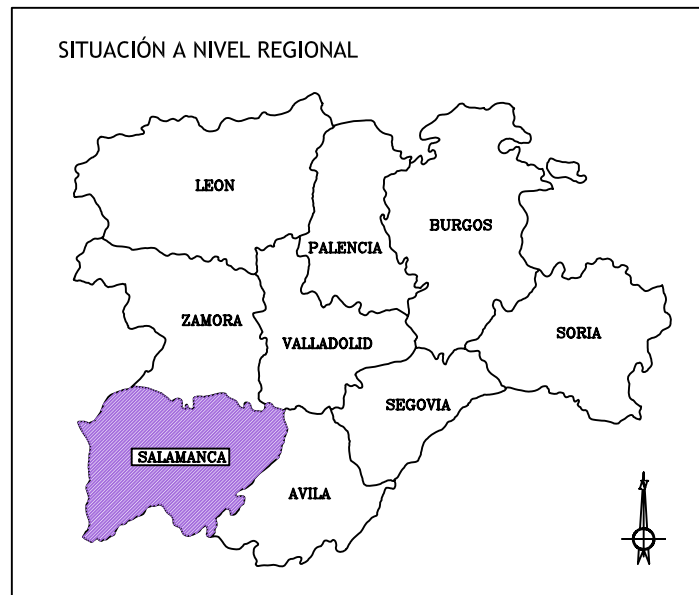 SITUACIÓN A NIVEL REGIONAL
LEON
PALENCIA
BURGOS
ZAMORA
VALLADOLID
SORIA
SEGOVIA
SALAMANCA
AVILA
N